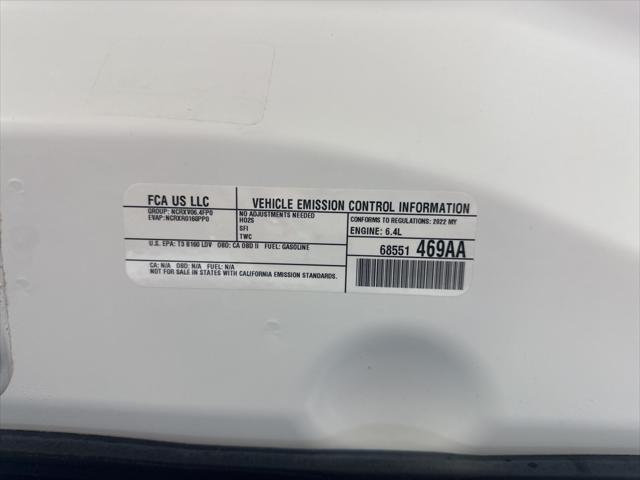 FCA US LLC
GROUP: NCRXV06.4FP0
EVAP: NCRXR0168PP0
VEHICLE EMISSION CONTROL INFORMATION
NO ADJUSTMENTS NEEDED
HO2S
SFI
TWC
CONFORMS TO REGULATIONS: 2022 MY
ENGINE: 6.4L
U.S. EPA: T3 B160 LDV OBD: CA OBD II FUEL: GASOLINE
68551 469AA
CA: N/A OBD: N/A FUEL: N/A
NOT FOR SALE IN STATES WITH CALIFORNIA EMISSION STANDARDS.